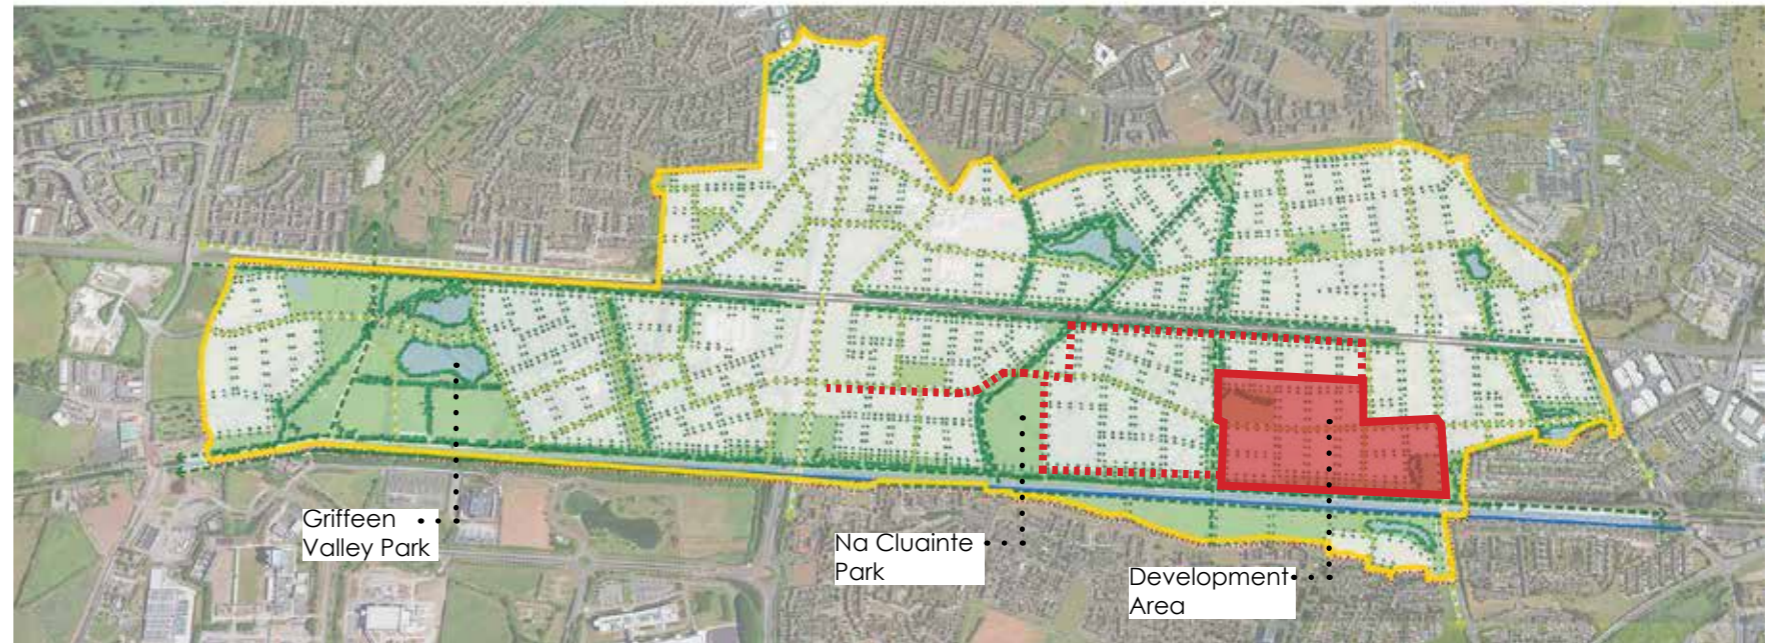 Griffeen
Valley Park
Na Cluainte
Park
Development
Area